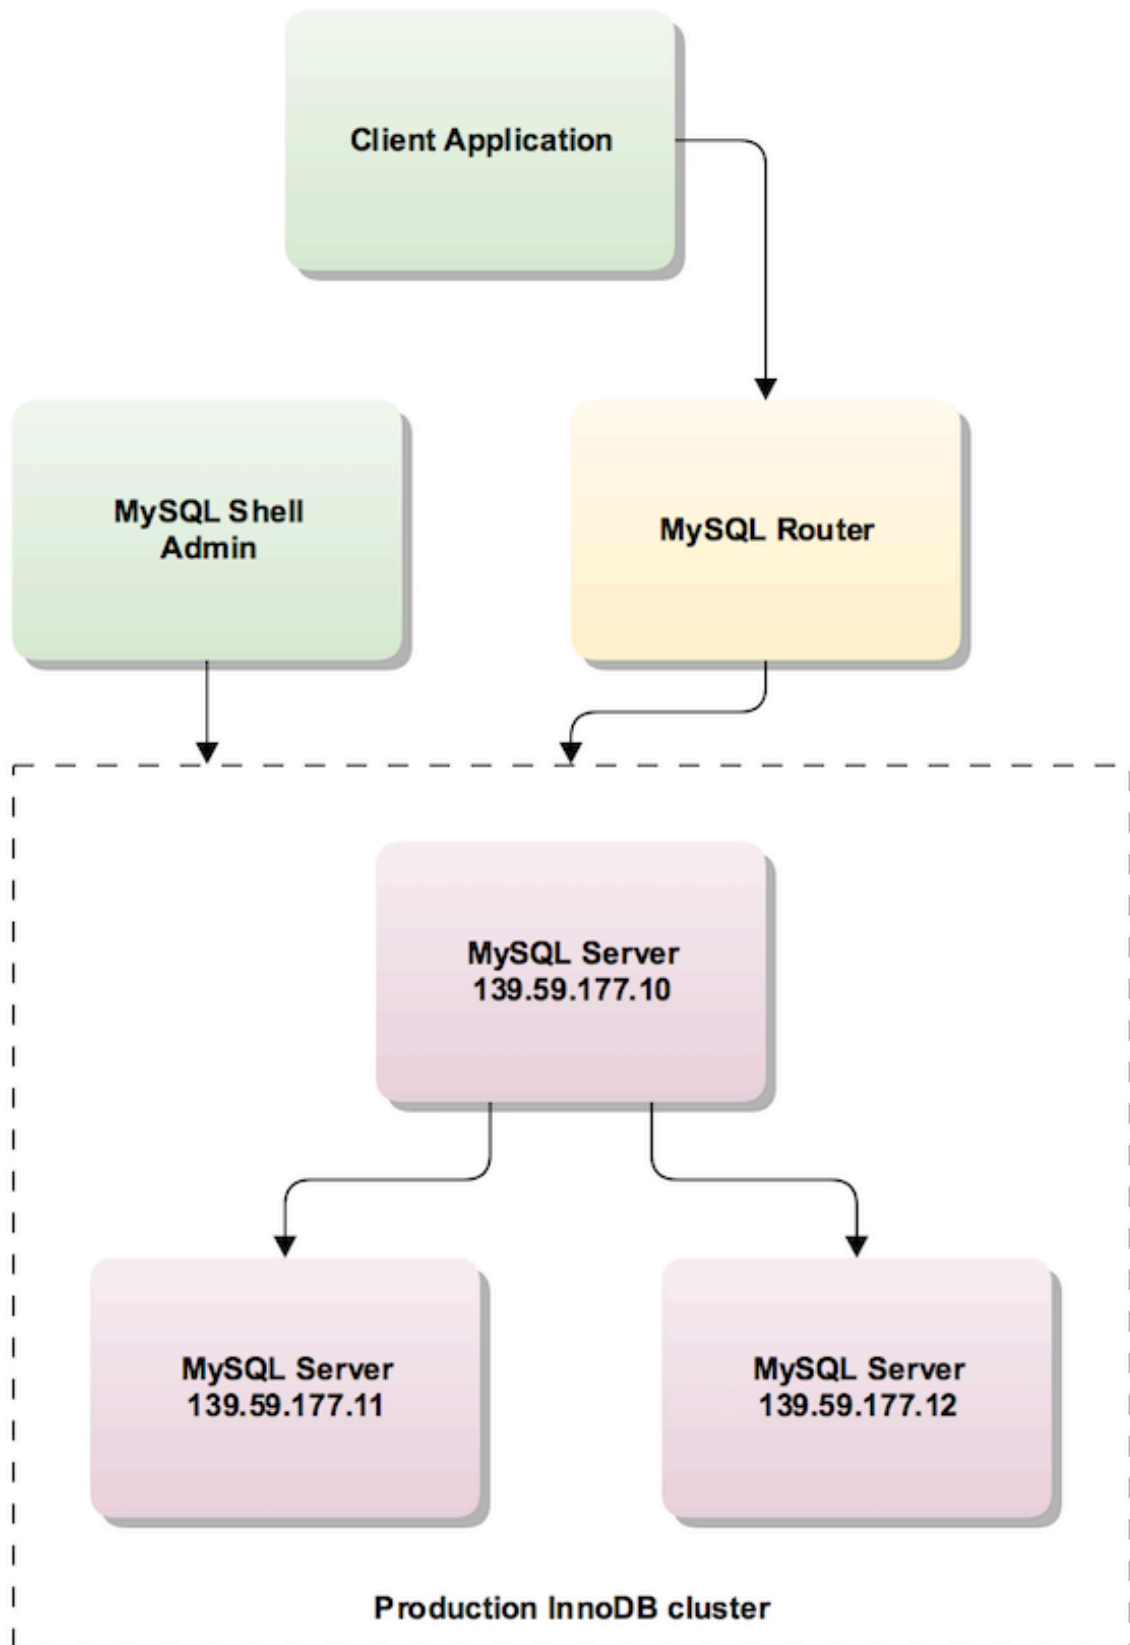 Client Application
MySQL Shell
Admin
MySQL Router
MySQL Server
139.59.177.10
MySQL Server
139.59.177.11
MySQL Server
139.59.177.12
Production InnoDB cluster